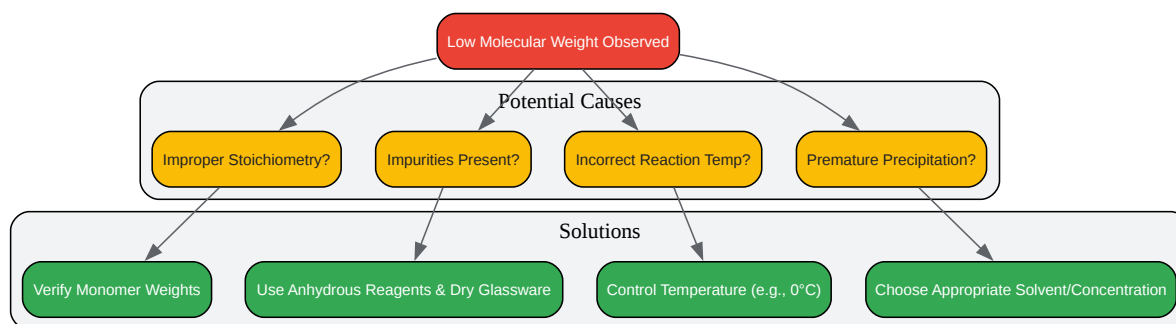 Low Molecular Weight Observed
Potential Causes
Improper Stoichiometry?
Impurities Present?
Incorrect Reaction Temp?
Premature Precipitation?
Solutions
Verify Monomer Weights
Use Anhydrous Reagents & Dry Glassware
Control Temperature (e.g., 0°C)
Choose Appropriate Solvent/Concentration